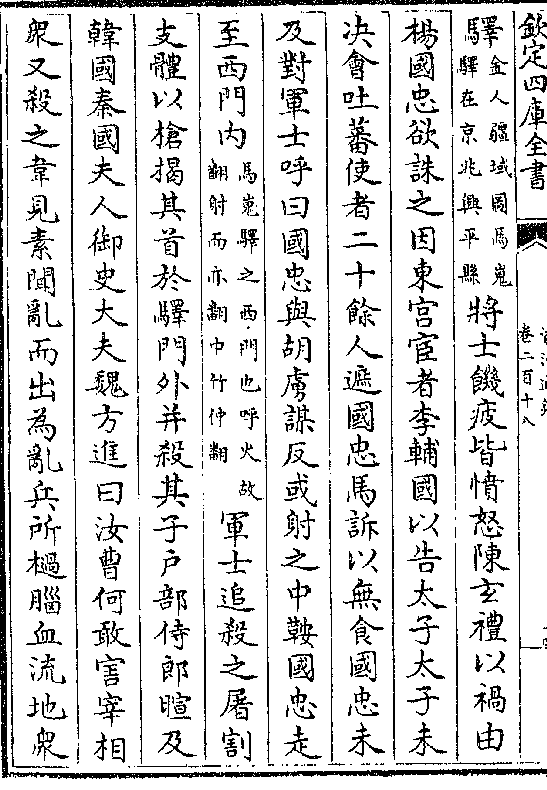 欽定四庫全書
卷二百十八
驛金人疆域圖馬嵬驛在京兆興平縣將士饑疲皆憤怒陳玄禮以禍由
楊國忠欲誅之因東宮宦者李輔國以告太子太子未
決會吐蕃使者二十餘人遮國忠馬訴以無食國忠未
及對軍士呼曰國忠與胡虜謀反或射之中鞍國忠走
至西門內馬嵬驛之西門也呼火故翻射而亦翻中竹仲翻軍士追殺之屠割
支體以槍揭其首於驛門外并殺其子户部侍郎暄及
韓國秦國夫人御史大夫魏方進曰汝曹何敢害宰相
衆又殺之韋見素聞亂而出為亂兵所檛腦血流地衆